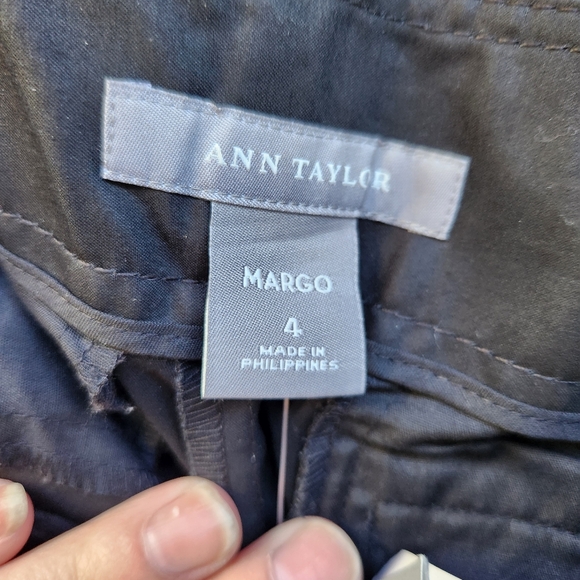 ANN TAYLOR
MARGO
4
MADE IN
PHILIPPINES